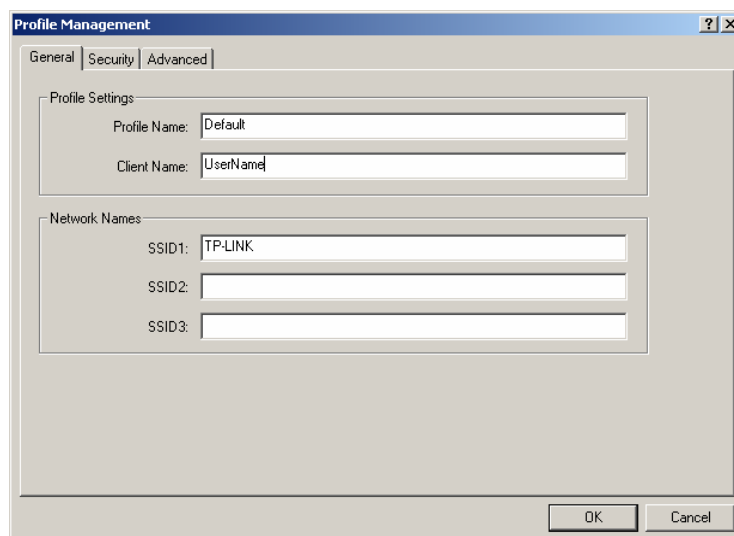 Profile Management
General Security Advanced
Profile Settings
Profile Name: Default
Client Name: UserName
Network Names
SSID1: TP-LINK
SSID2:
SSID3:
OK Cancel